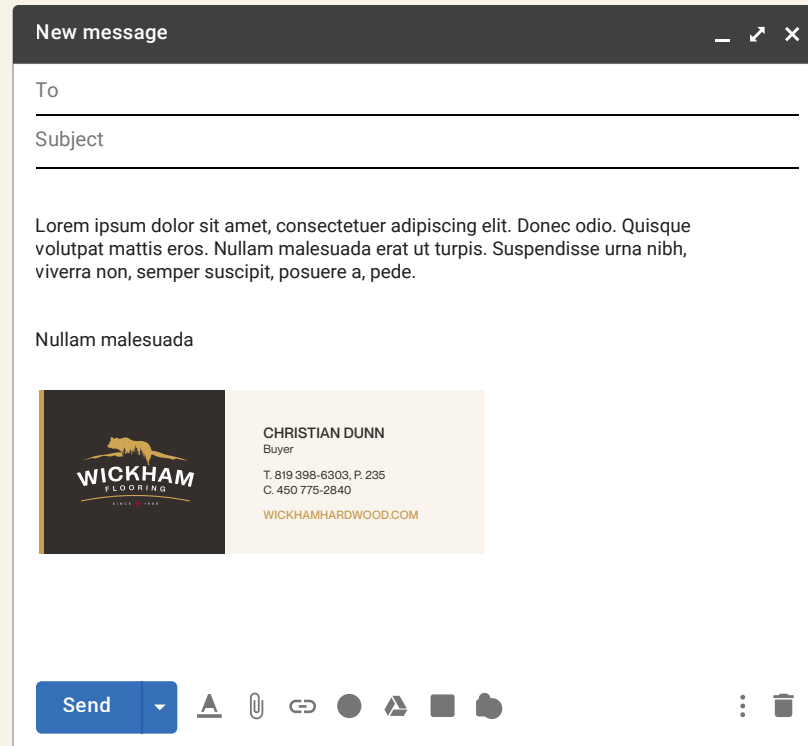 New message
To
Subject
Lorem ipsum dolor sit amet, consectetuer adipiscing elit. Donec odio. Quisque
volutpat mattis eros. Nullam malesuada erat ut turpis. Suspendisse urna nibh,
viverra non, semper suscipit, posuere a, pede.
Nullam malesuada
WICKHAM
FLOORING
SINCE 1989
CHRISTIAN DUNN
Buyer
T. 819 398-6303, P. 235
C. 450 775-2840
WICKHAMHARDWOOD.COM
Send